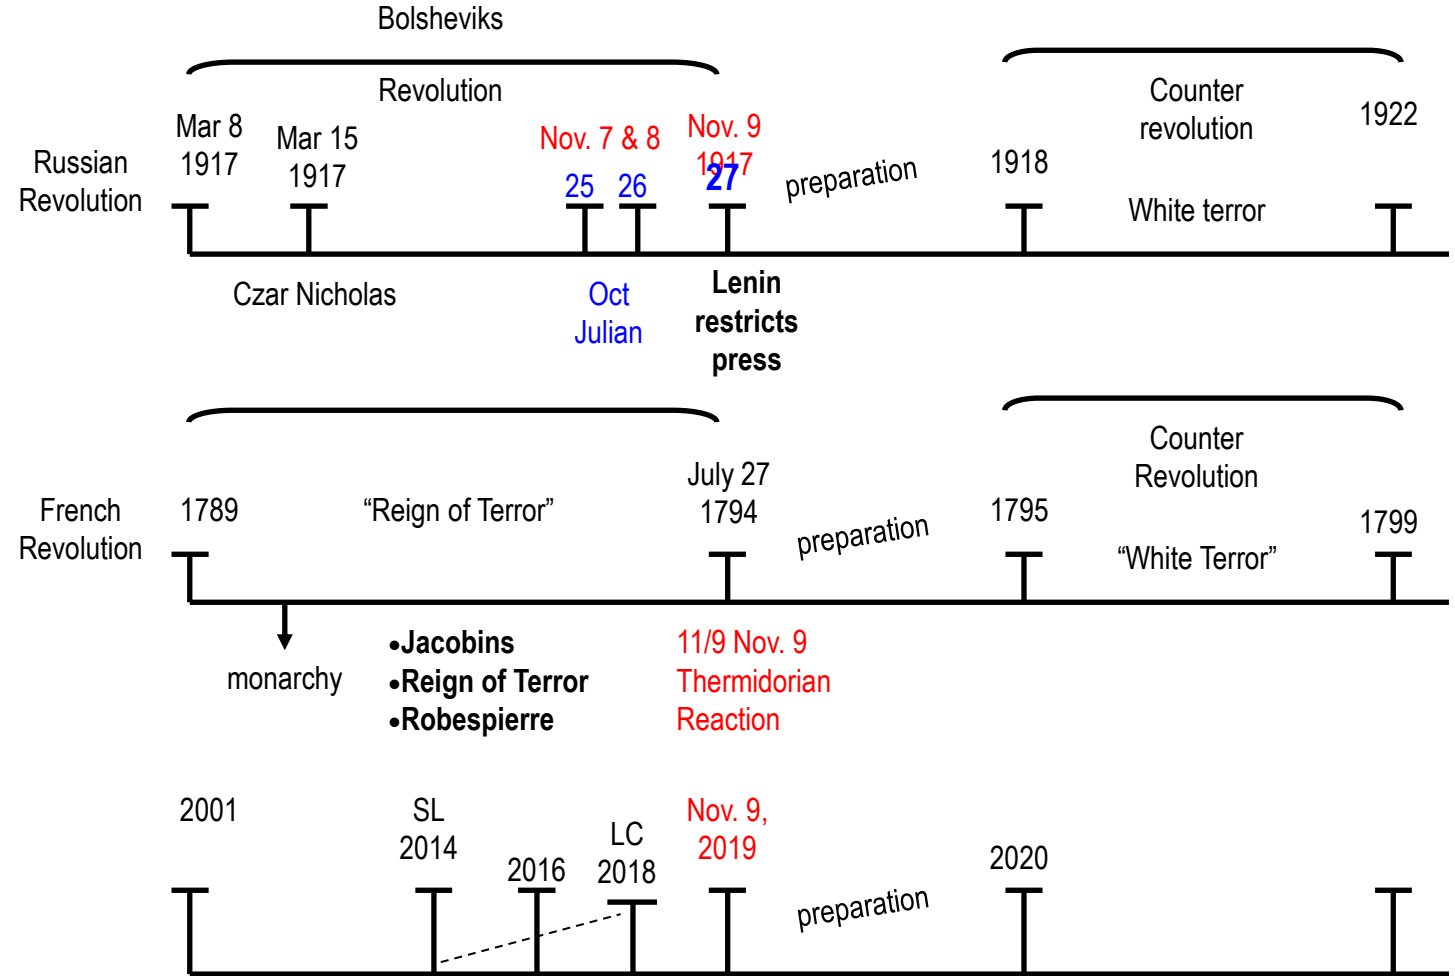 Bolsheviks
Revolution
Counter
revolution
1922
Mar 8
1917
Mar 15
1917
Nov. 7 & 8
Nov. 9
1917
25
26
27
preparation
1918
Russian
Revolution
White terror
Czar Nicholas
Oct
Julian
Lenin
restricts
press
Counter
Revolution
French
Revolution
1789
“Reign of Terror”
July 27
1794
preparation
1795
1799
“White Terror”
monarchy
•Jacobins
•Reign of Terror
•Robespierre
11/9 Nov. 9
Thermidorian
Reaction
2001
SL
2014
2016
LC
2018
Nov. 9,
2019
preparation
2020